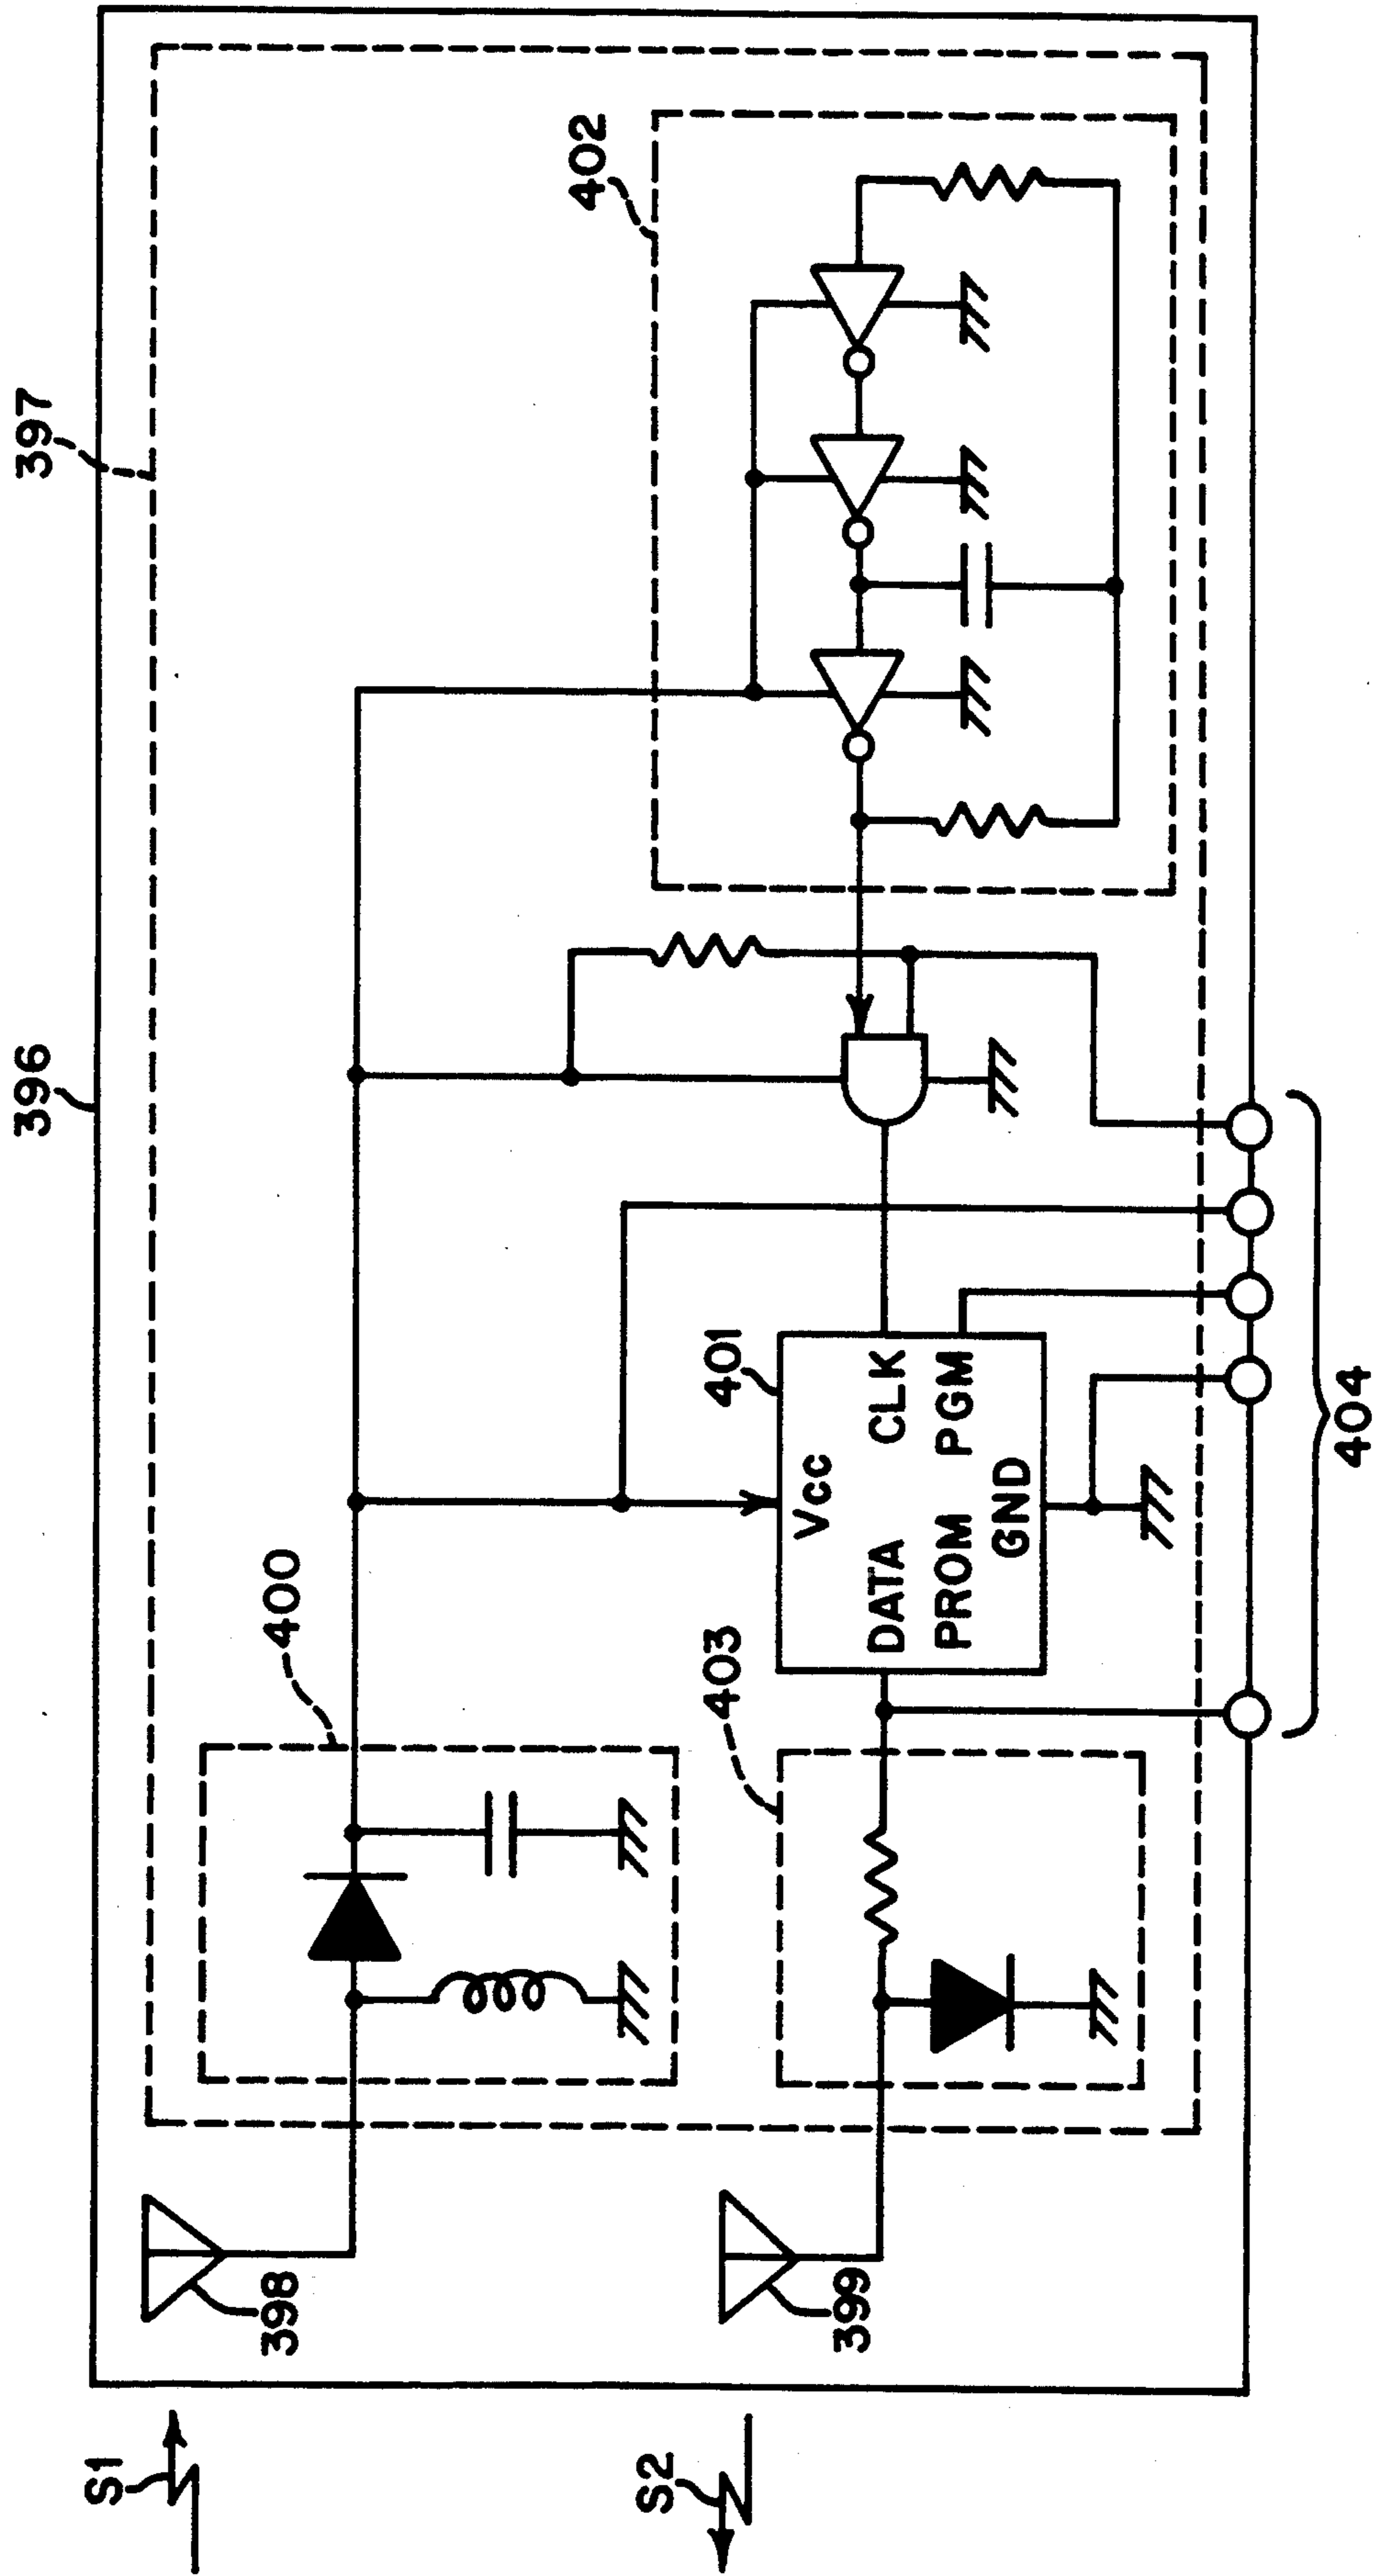 396
397
S1
398
400
402
S2
399
403
401
Vcc
DATA CLK
PROM PGM
GND
404